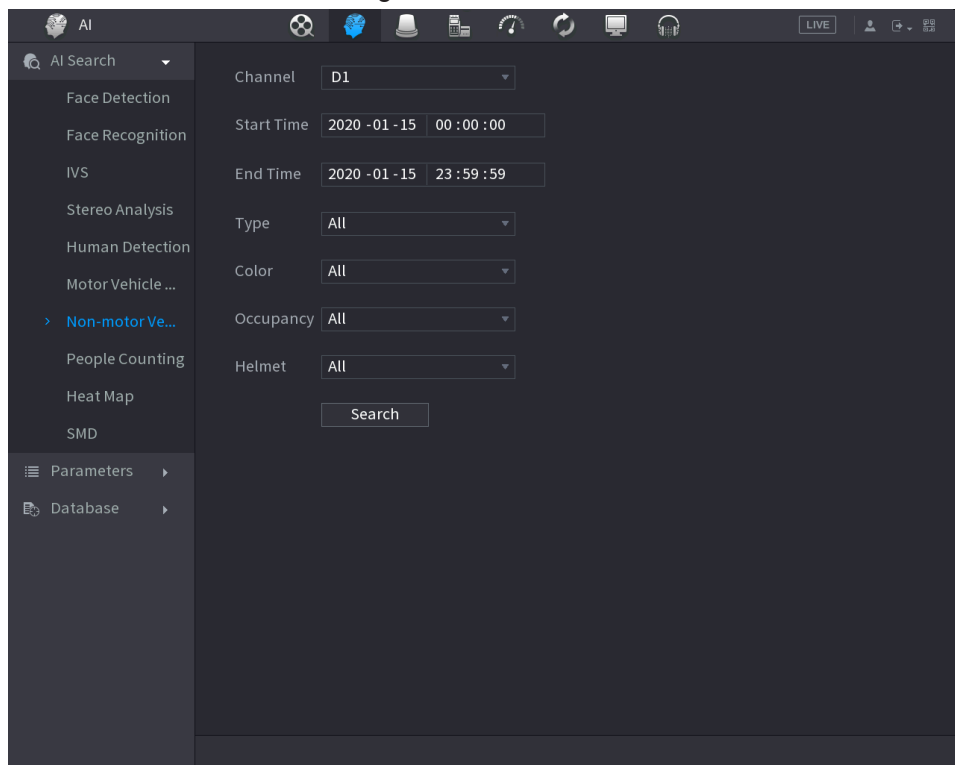 AI
LIVE
AI Search
Face Detection
Face Recognition
IVS
Stereo Analysis
Human Detection
Motor Vehicle ...
Non-motor Ve...
People Counting
Heat Map
SMD
Parameters
Database
Channel D1
Start Time 2020 -01 -15 00 :00 :00
End Time 2020 -01 -15 23 :59 :59
Type All
Color All
Occupancy All
Helmet All
Search